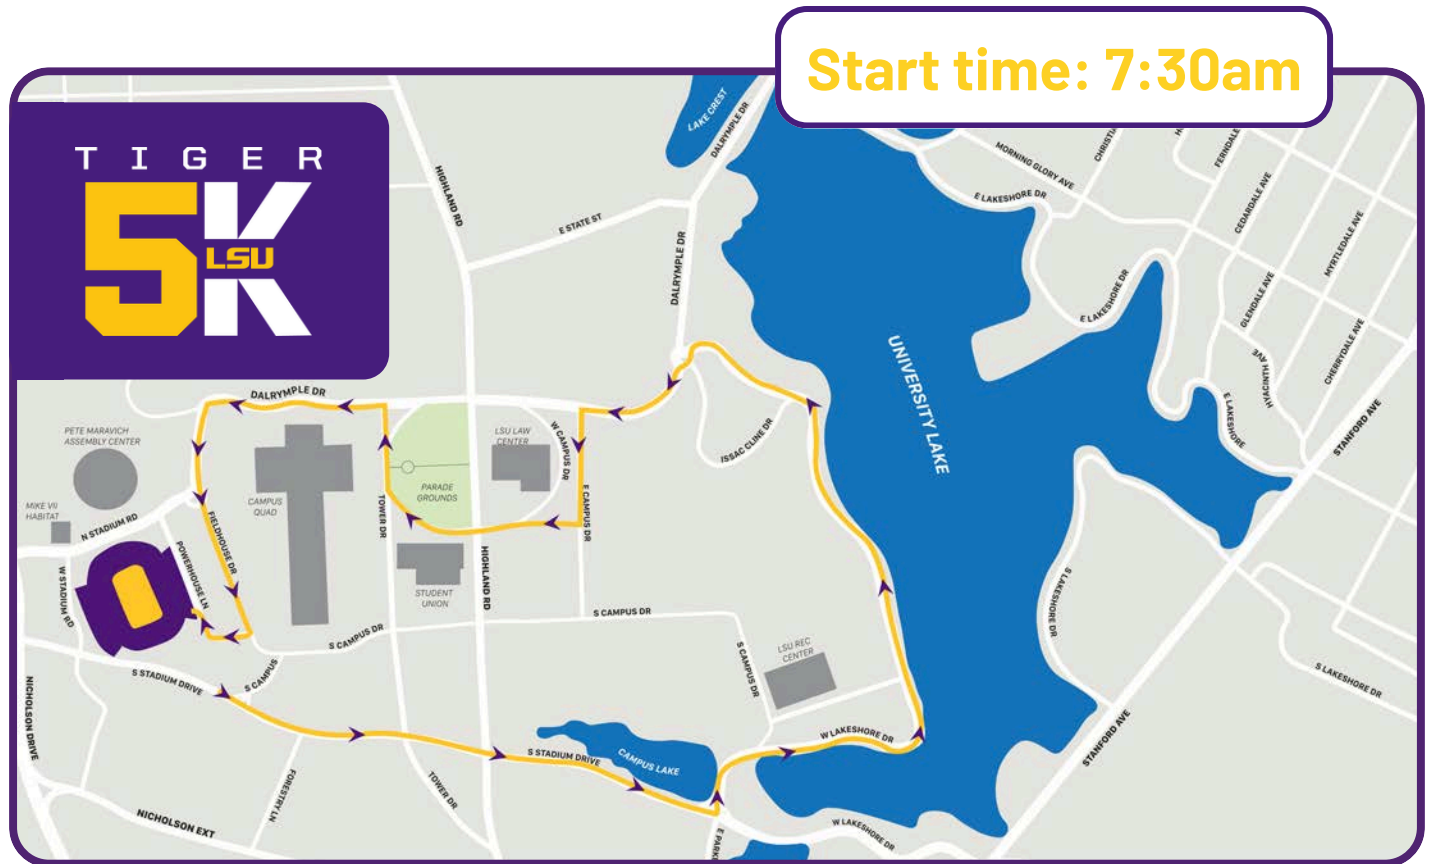 Start time: 7:30am
TIGER
5K
LSU
LAKE CREST
DALRYMPLE DR
HIGHLAND RD
E STATE ST
DALRYMPLE DR
MORNING GLORY AVE
E LAKESHORE DR
FERNDALE
CEDARDALE AVE
MYRTLEDALE AVE
E LAKESHORE DR
GLENDALE AVE
CHERRYDALE AVE
HYACINTH AVE
E LAKESHORE
STANFORD AVE
UNIVERSITY LAKE
DALRYMPLE DR
PETE MARAVICH
ASSEMBLY CENTER
LSU LAW
CENTER
W CAMPUS DR
ISSAC CLINE DR
MIKE VII
HABITAT
N STADIUM RD
CAMPUS
QUAD
PARADE
GROUNDS
TOWER DR
E CAMPUS DR
FIELDHOUSE DR
POWERHOUSE LN
W STADIUM RD
STUDENT
UNION
HIGHLAND RD
S CAMPUS DR
S CAMPUS DR
S CAMPUS DR
LSU REC
CENTER
S LAKESHORE DR
S LAKESHORE DR
S STADIUM DRIVE
S CAMPUS
NICHOLSON DRIVE
W LAKESHORE DR
S STADIUM DRIVE
CAMPUS LAKE
STANFORD AVE
FORESTRY LN
TOWER DR
NICHOLSON EXT
W LAKESHORE DR